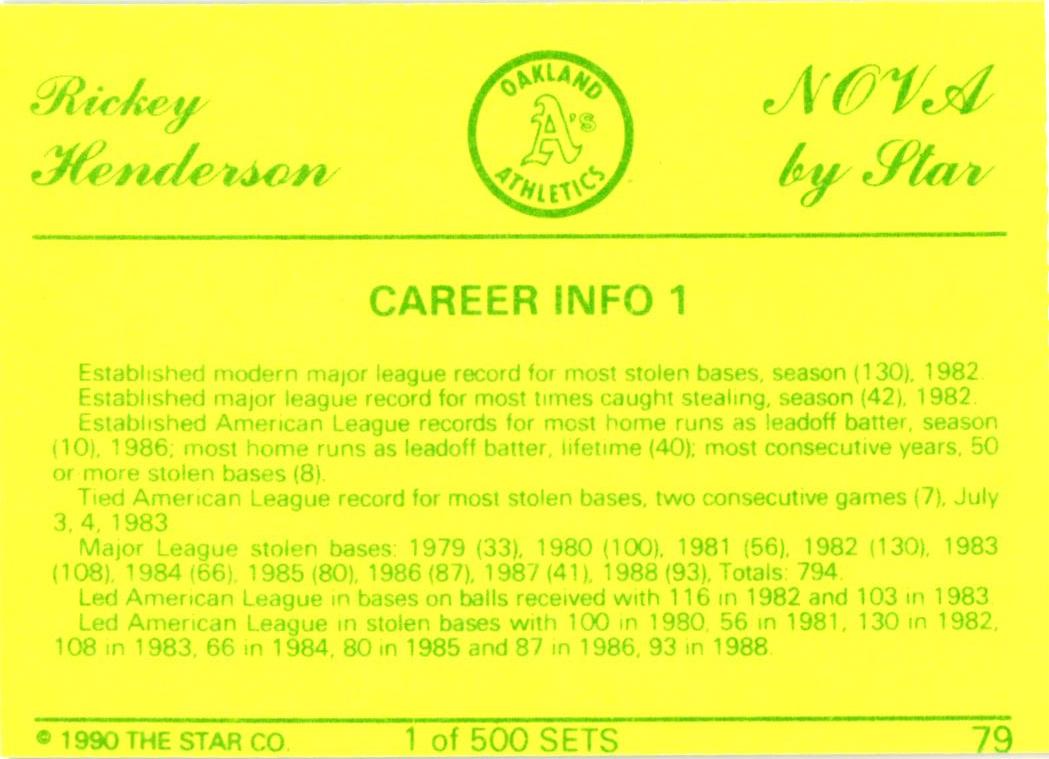 Rickey
Henderson
OAKLAND
A's
ATHLETICS
NOVA
by Star
CAREER INFO 1
Established modern major league record for most stolen bases, season (130), 1982.
Established major league record for most times caught stealing, season (42), 1982.
Established American League records for most home runs as leadoff batter, season
(10), 1986; most home runs as leadoff batter, lifetime (40); most consecutive years, 50
or more stolen bases (8).
Tied American League record for most stolen bases, two consecutive games (7), July
3, 4, 1983
Major League stolen bases: 1979 (33), 1980 (100), 1981 (56), 1982 (130), 1983
(108), 1984 (66), 1985 (80), 1986 (87), 1987 (41), 1988 (93), Totals: 794.
Led American League in bases on balls received with 116 in 1982 and 103 in 1983
Led American League in stolen bases with 100 in 1980, 56 in 1981, 130 in 1982,
108 in 1983, 66 in 1984, 80 in 1985 and 87 in 1986, 93 in 1988.
© 1990 THE STAR CO.
1 of 500 SETS
79